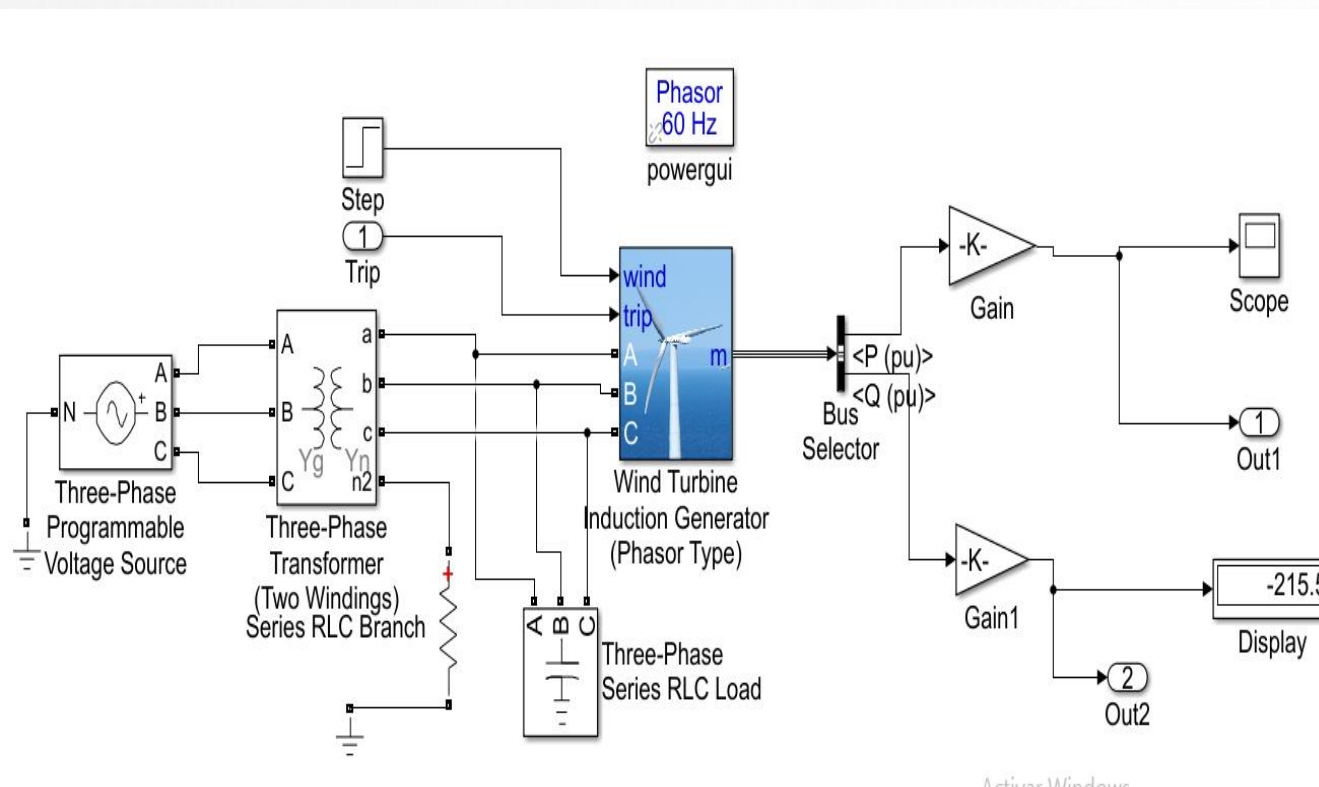 Phasor
60 Hz
powergui
Step
1
Trip
-K-
Gain
Scope
wind
trip
A
B
C
m
<P (pu)>
<Q (pu)>
Bus
Selector
1
Out1
N
A
B
C
A
B
C
a
b
c
n2
Yg
Yn
+
Three-Phase
Programmable
Voltage Source
Three-Phase
Transformer
(Two Windings)
Series RLC Branch
+
Wind Turbine
Induction Generator
(Phasor Type)
A B C
Three-Phase
Series RLC Load
-K-
Gain1
-215.5
Display
2
Out2
Activar Windows